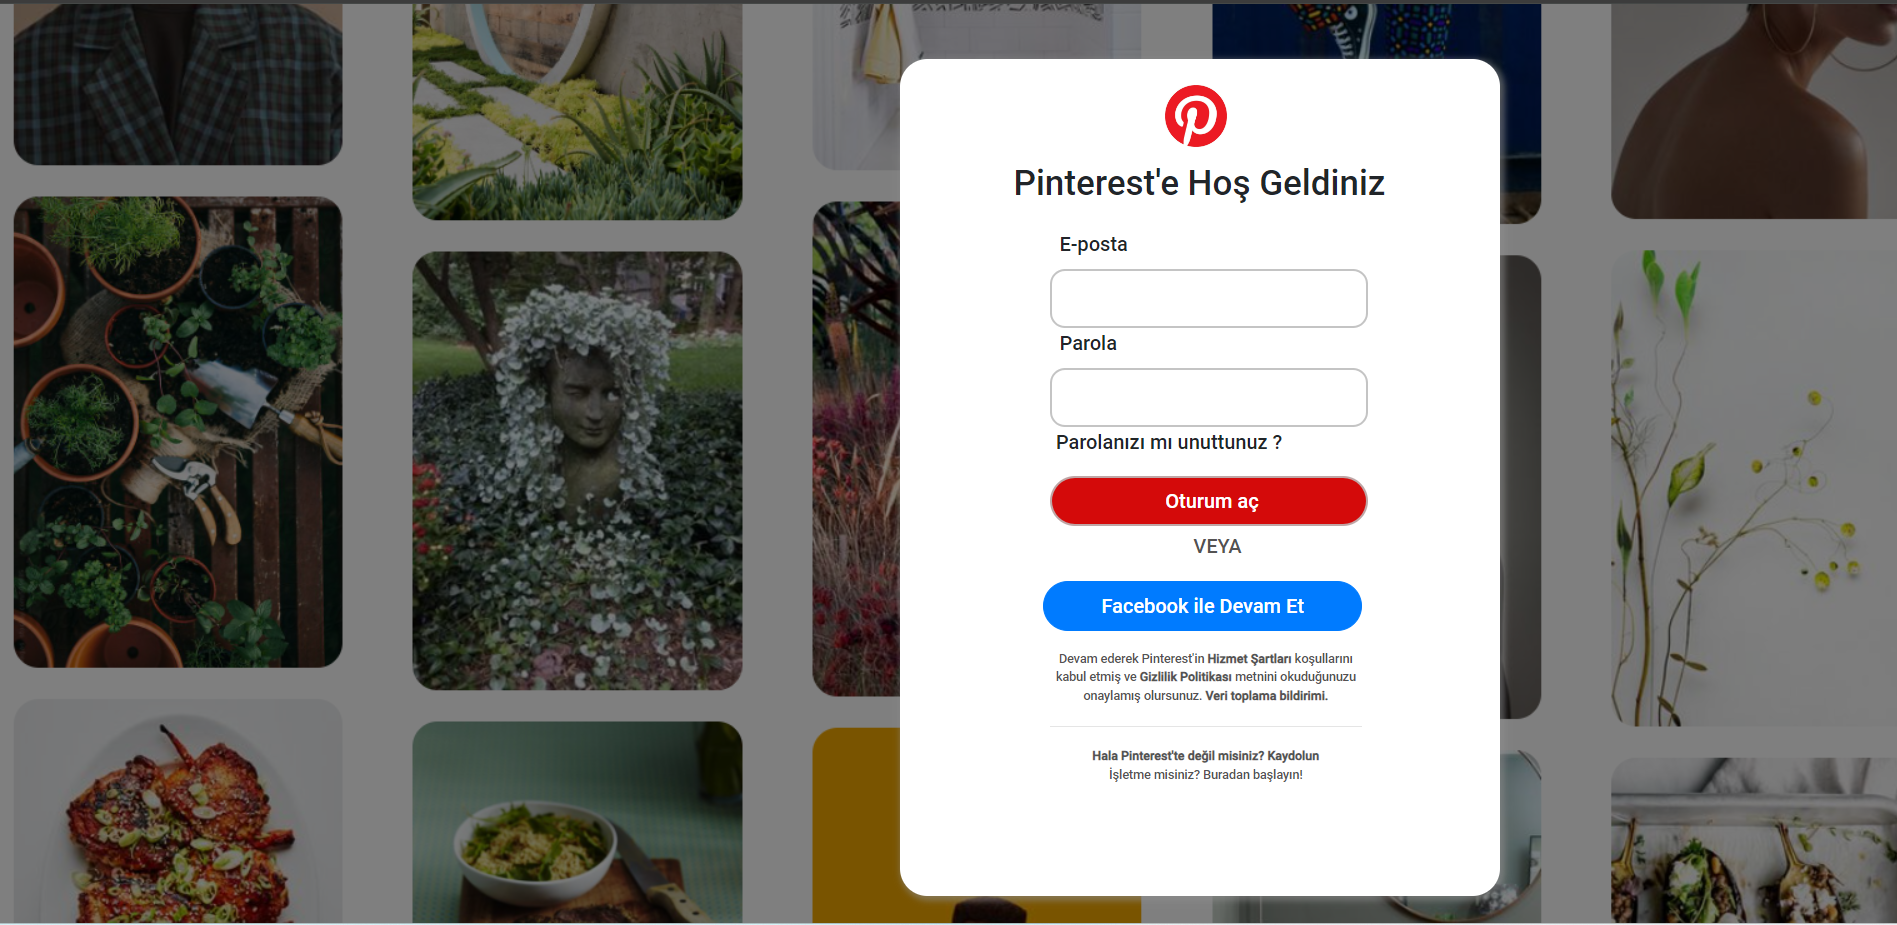 Pinterest'e Hoş Geldiniz
E-posta
Parola
Parolanızı mı unuttunuz ?
Oturum aç
VEYA
Facebook ile Devam Et
Devam ederek Pinterest'in Hizmet Şartları koşullarını
kabul etmiş ve Gizlilik Politikası metnini okuduğunuzu
onaylamış olursunuz. Veri toplama bildirimi.
Hala Pinterest'te değil misiniz? Kaydolun
İşletme misiniz? Buradan başlayın!